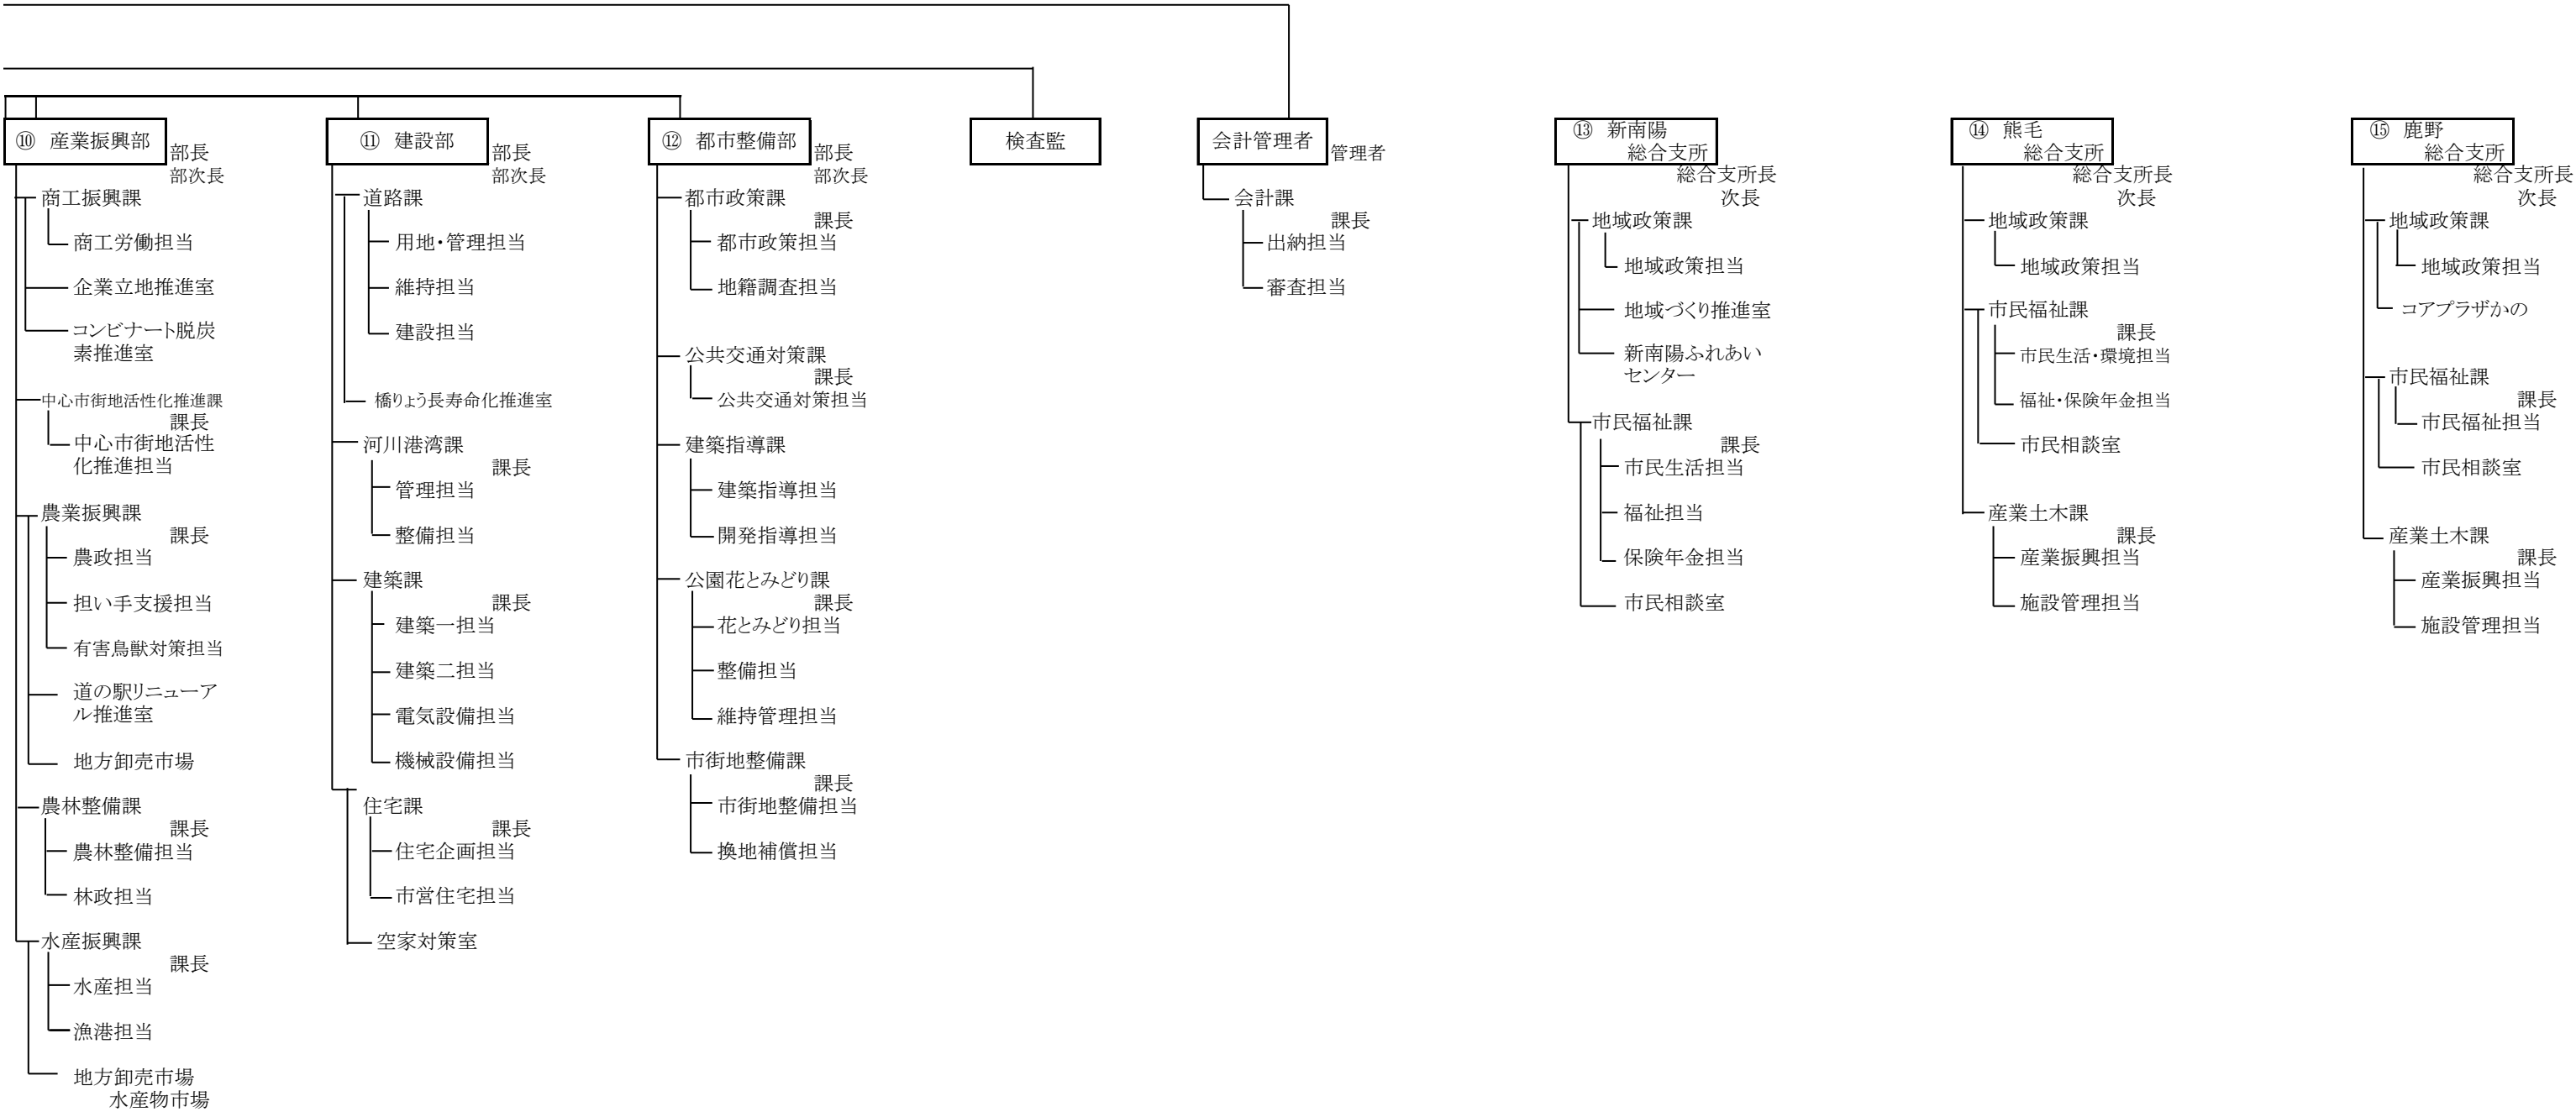 ⑩ 産業振興部
部長
部次長
商工振興課
商工労働担当
企業立地推進室
コンビナート脱炭
素推進室
中心市街地活性化推進課
課長
中心市街地活性
化推進担当
農業振興課
課長
農政担当
担い手支援担当
有害鳥獣対策担当
道の駅リニューア
ル推進室
地方卸売市場
農林整備課
課長
農林整備担当
林政担当
水産振興課
課長
水産担当
漁港担当
地方卸売市場
水産物市場
⑪ 建設部
部長
部次長
道路課
用地・管理担当
維持担当
建設担当
橋りょう長寿命化推進室
河川港湾課
課長
管理担当
整備担当
建築課
課長
建築一担当
建築二担当
電気設備担当
機械設備担当
住宅課
課長
住宅企画担当
市営住宅担当
空家対策室
⑫ 都市整備部
部長
部次長
都市政策課
課長
都市政策担当
地籍調査担当
公共交通対策課
課長
公共交通対策担当
建築指導課
建築指導担当
開発指導担当
公園花とみどり課
課長
花とみどり担当
整備担当
維持管理担当
市街地整備課
課長
市街地整備担当
換地補償担当
検査監
会計管理者
管理者
会計課
課長
出納担当
審査担当
⑬ 新南陽
総合支所
総合支所長
次長
地域政策課
地域政策担当
地域づくり推進室
新南陽ふれあい
センター
市民福祉課
課長
市民生活担当
福祉担当
保険年金担当
市民相談室
⑭ 熊毛
総合支所
総合支所長
次長
地域政策課
地域政策担当
市民福祉課
課長
市民生活・環境担当
福祉・保険年金担当
市民相談室
産業土木課
課長
産業振興担当
施設管理担当
⑮ 鹿野
総合支所
総合支所長
次長
地域政策課
地域政策担当
コアプラザかの
市民福祉課
課長
市民福祉担当
市民相談室
産業土木課
課長
産業振興担当
施設管理担当